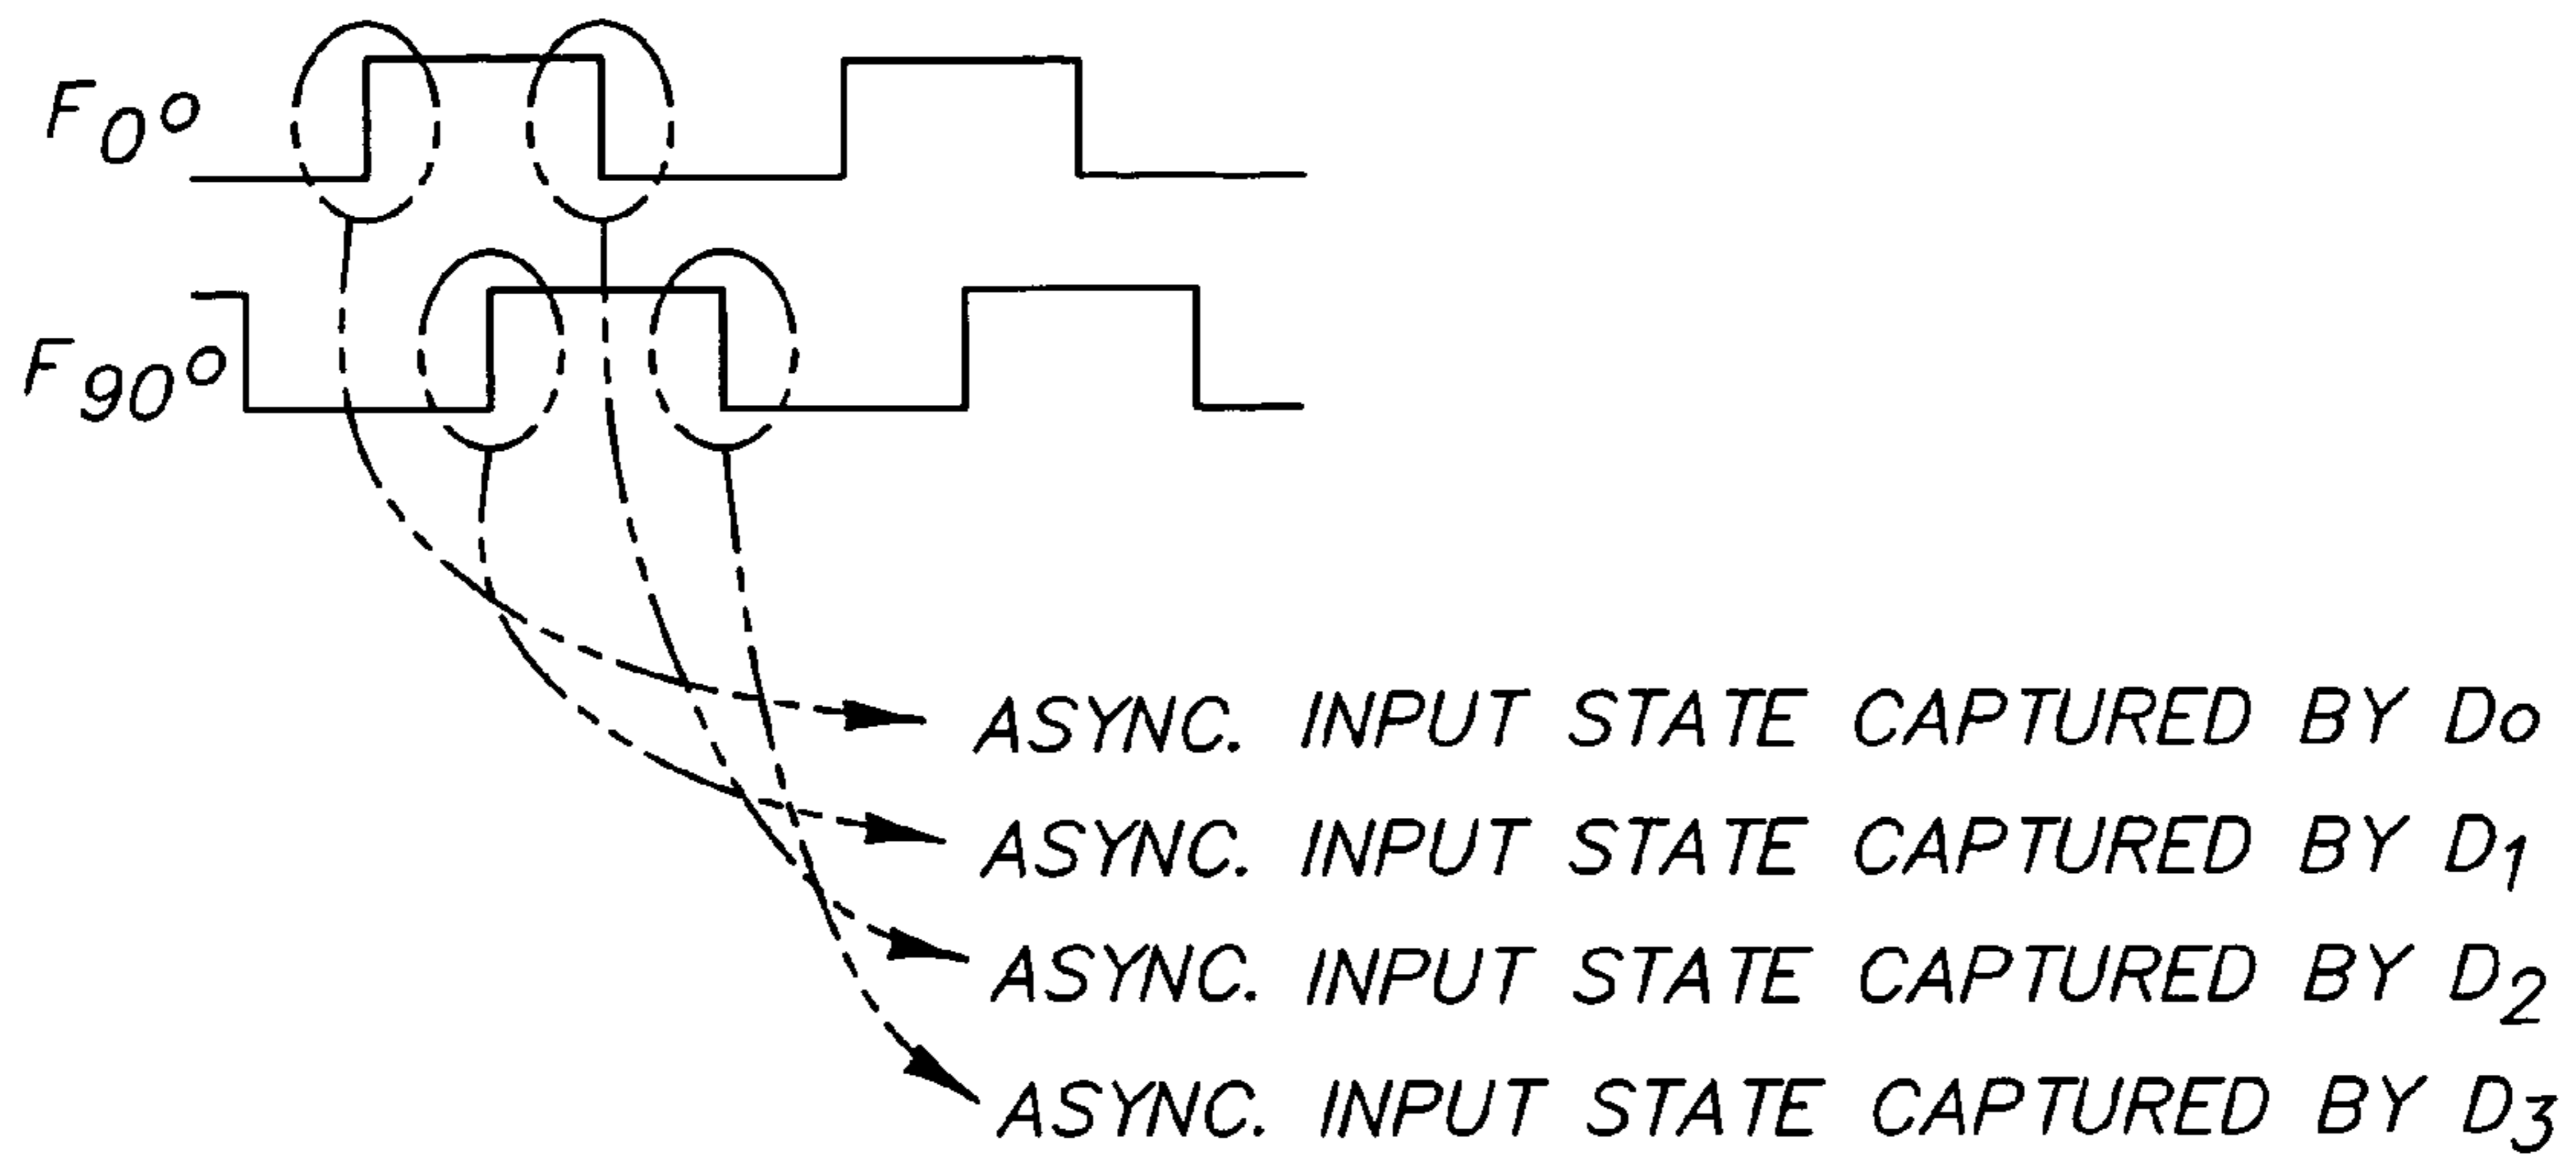 F0°
F90°
ASYNC. INPUT STATE CAPTURED BY D0
ASYNC. INPUT STATE CAPTURED BY D1
ASYNC. INPUT STATE CAPTURED BY D2
ASYNC. INPUT STATE CAPTURED BY D3